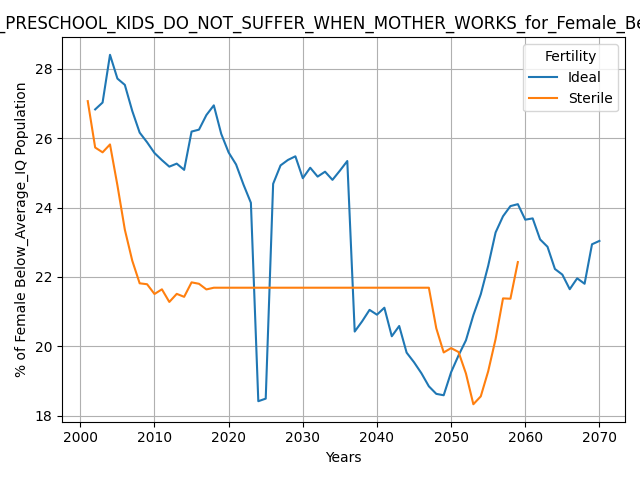 _PRESCHOOL_KIDS_DO_NOT_SUFFER_WHEN_MOTHER_WORKS_for_Female_Be
% of Female Below_Average_IQ Population
28
26
24
22
20
18
Fertility
Ideal
Sterile
2000 2010 2020 2030 2040 2050 2060 2070
Years